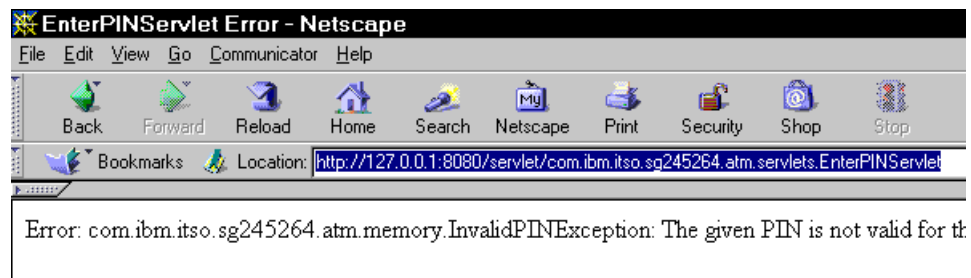 EnterPINServlet Error - Netscape
File Edit View Go Communicator Help
Back Forward Reload Home Search Netscape Print Security Shop Stop
Bookmarks Location: http://127.0.0.1:8080/servlet/com.ibm.itso.sg245264.atm.servlets.EnterPINServlet
Error: com.ibm.itso.sg245264.atm.memory.InvalidPINException: The given PIN is not valid for